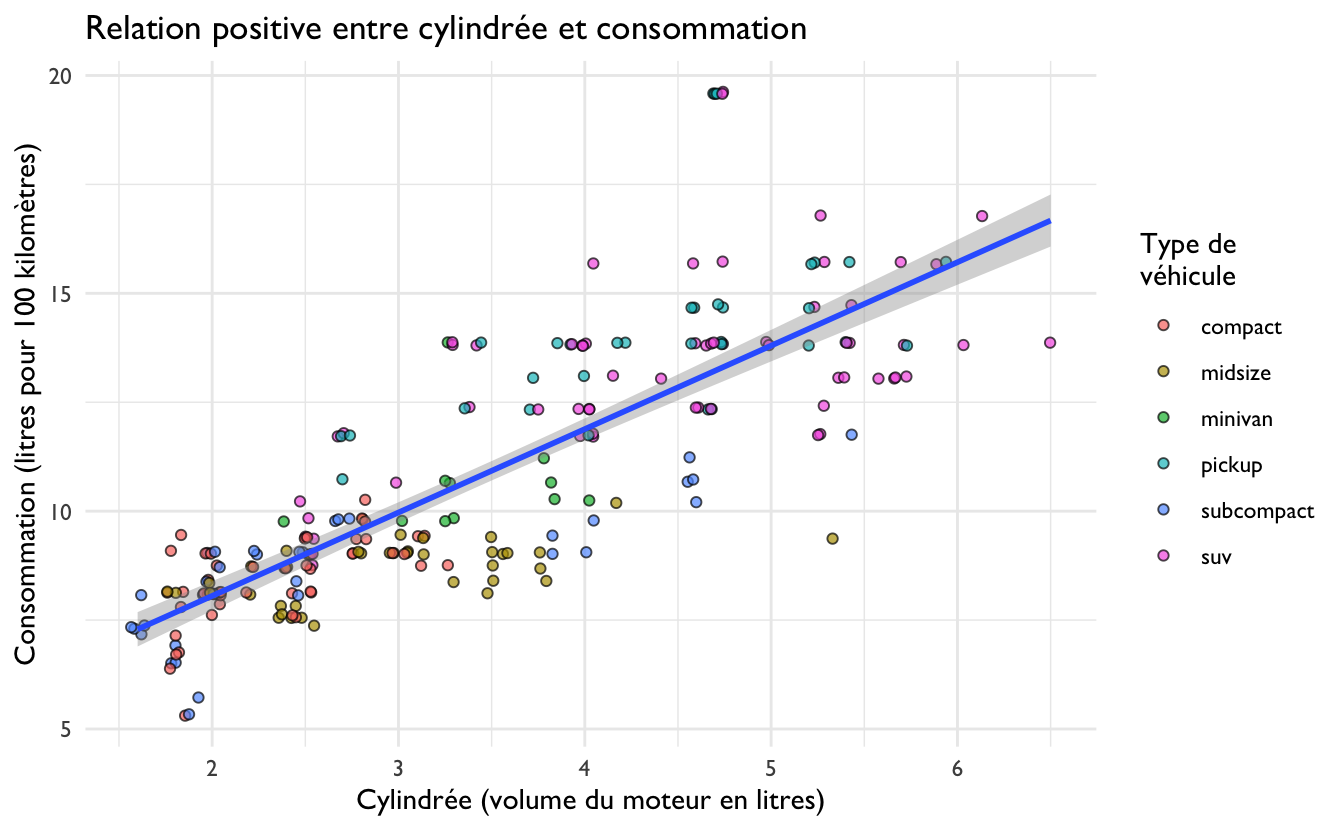 Relation positive entre cylindrée et consommation
20
15
10
5
Consommation (litres pour 100 kilomètres)
2 3 4 5 6
Cylindrée (volume du moteur en litres)
Type de
véhicule
compact
midsize
minivan
pickup
subcompact
suv